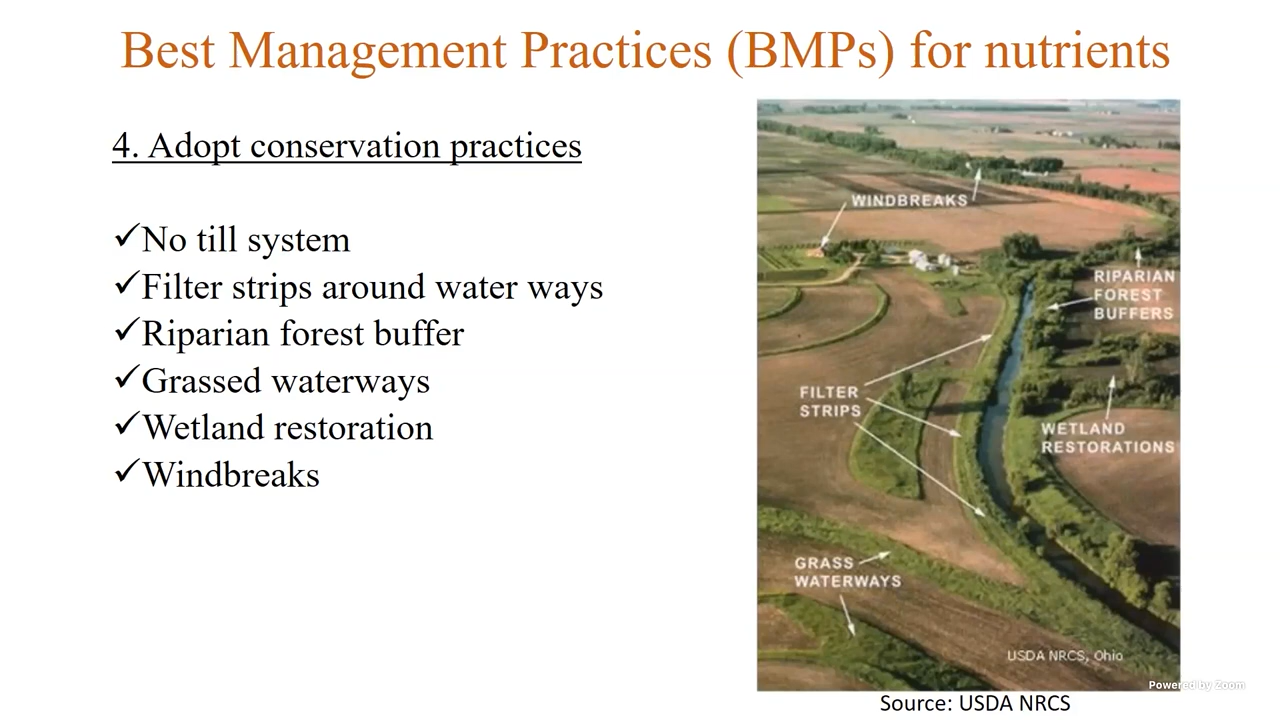 Best Management Practices (BMPs) for nutrients
4. Adopt conservation practices
✓No till system
✓Filter strips around water ways
✓Riparian forest buffer
✓Grassed waterways
✓Wetland restoration
✓Windbreaks
WINDBREAKS
RIPARIAN
FOREST
BUFFERS
FILTER
STRIPS
WETLAND
RESTORATIONS
GRASS
WATERWAYS
USDA NRCS, Ohio
Powered by Zoom
Source: USDA NRCS